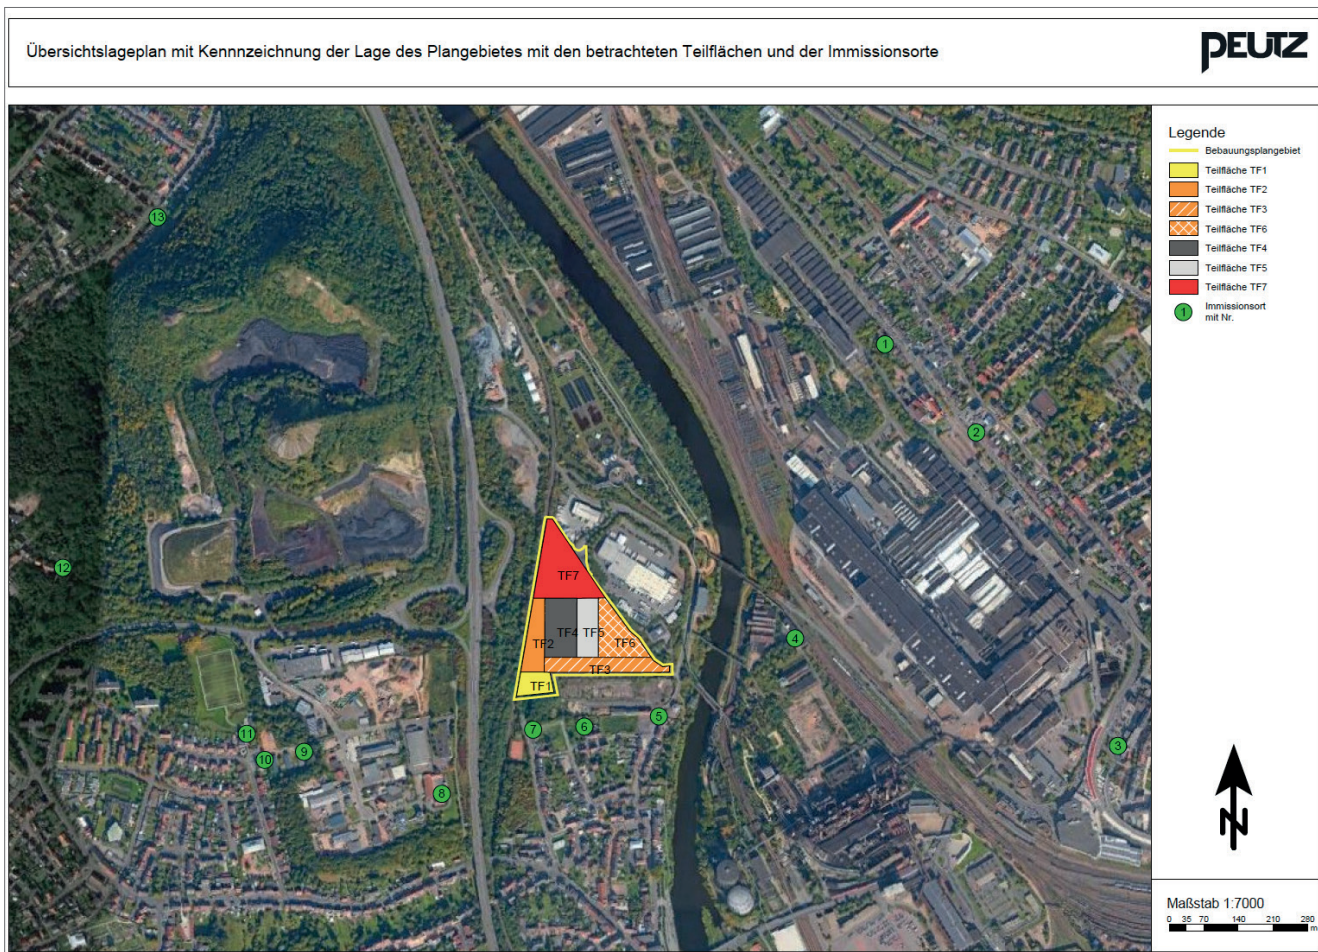 Übersichtslageplan mit Kennnzeichnung der Lage des Plangebietes mit den betrachteten Teilflächen und der Immissionsorte
PEUTZ
Legende
Bebauungsplangebiet
Teilfläche TF1
Teilfläche TF2
Teilfläche TF3
Teilfläche TF6
Teilfläche TF4
Teilfläche TF5
Teilfläche TF7
1
Immissionsort
mit Nr.
13
1
2
12
TF7
TF2
TF4
TF5
TF6
TF3
TF1
4
5
6
7
11
10
9
8
3
N
Maßstab 1:7000
0 35 70 140 210 280
m